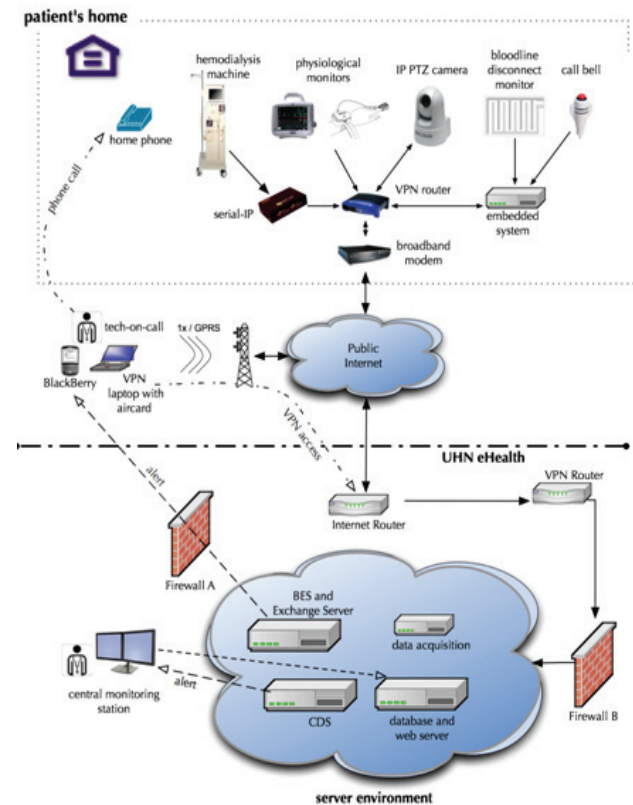 patient's home
hemodialysis
machine
physiological
monitors
IP PTZ camera
bloodline
disconnect
monitor
call bell
home phone
phone call
serial-IP
VPN router
embedded
system
broadband
modem
tech-on-call
1x / GPRS
BlackBerry
VPN
laptop with
aircard
Public
Internet
VPN access
UHN eHealth
alert
Internet Router
VPN Router
Firewall A
BES and
Exchange Server
data acquisition
central monitoring
station
alert
CDS
database and
web server
Firewall B
server environment